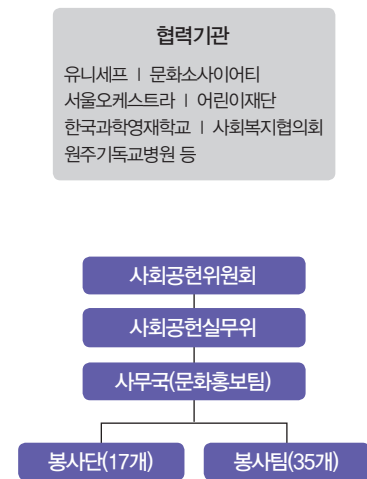 협력기관
유니세프 | 문화소사이어티
서울오케스트라 | 어린이재단
한국과학영재학교 | 사회복지협의회
원주기독교병원 등
사회공헌위원회
사회공헌실무위
사무국(문화홍보팀)
봉사단(17개) 봉사팀(35개)